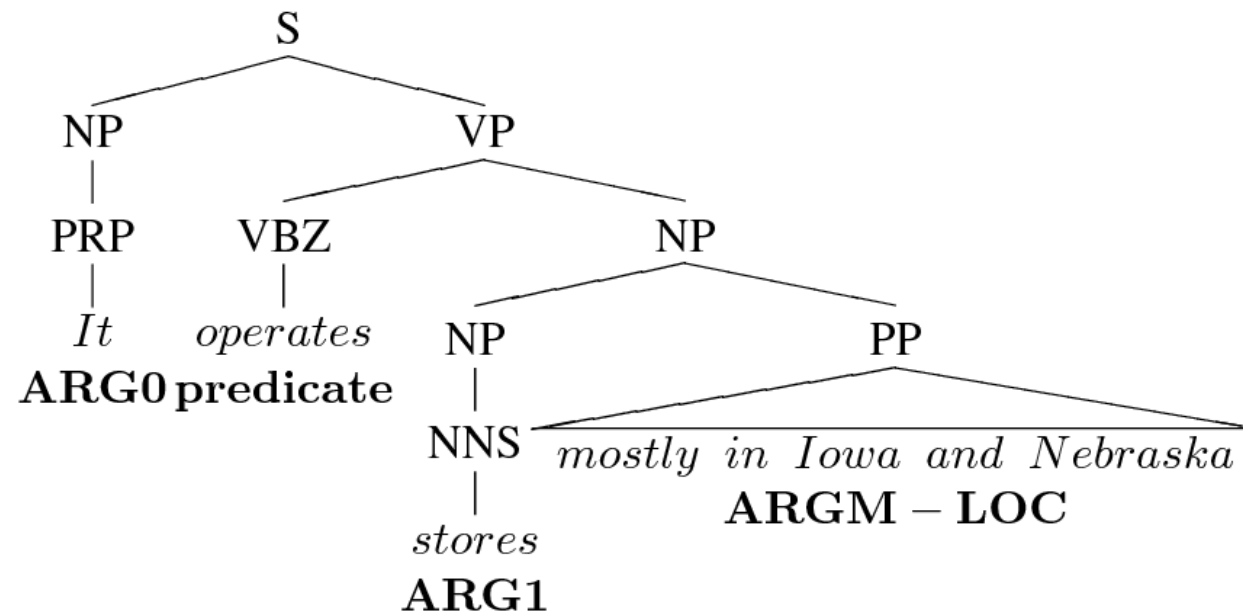 S
NP VP
PRP VBZ NP
It operates NP PP
ARG0 predicate
NNS mostly in Iowa and Nebraska
ARGM – LOC
stores
ARG1